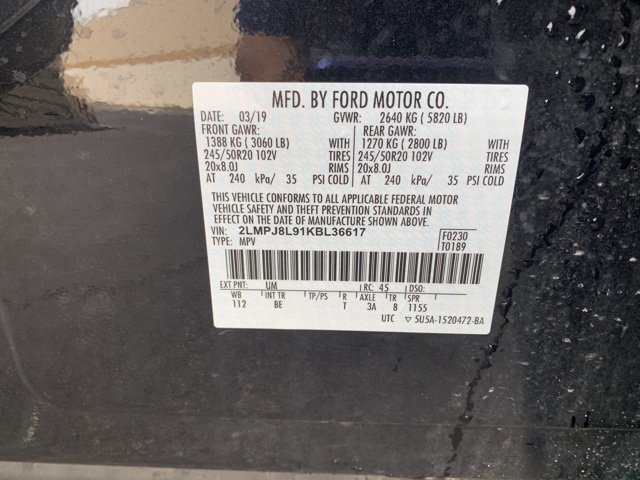 MFD. BY FORD MOTOR CO.
DATE: 03/19 GVWR: 2640 KG ( 5820 LB)
FRONT GAWR: REAR GAWR:
1388 KG ( 3060 LB) WITH 1270 KG ( 2800 LB) WITH
245/50R20 102V TIRES 245/50R20 102V TIRES
20x8.0J RIMS 20x8.0J RIMS
AT 240 kPa/ 35 PSI COLD AT 240 kPa/ 35 PSI COLD
THIS VEHICLE CONFORMS TO ALL APPLICABLE FEDERAL MOTOR
VEHICLE SAFETY AND THEFT PREVENTION STANDARDS IN
EFFECT ON THE DATE OF MANUFACTURE SHOWN ABOVE.
VIN: 2LMPJ8L91KBL36617 F0230
TYPE: MPV T0189
EXT PNT: UM RC: 45 DSO:
WB INT TR TP/PS R AXLE TR SPR
112 BE T 3A 8 1155
UTC ▽ 5U5A-1520472-BA